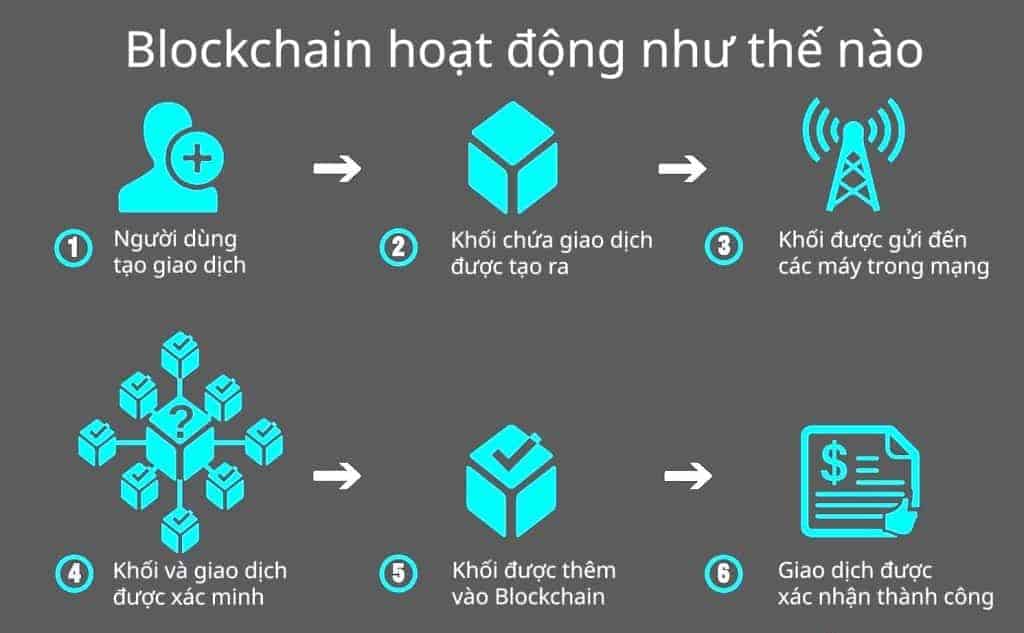 Blockchain hoạt động như thế nào
1 Người dùng
tạo giao dịch
2 Khối chứa giao dịch
được tạo ra
3 Khối được gửi đến
các máy trong mạng
?
4 Khối và giao dịch
được xác minh
5 Khối được thêm
vào Blockchain
$
6 Giao dịch được
xác nhận thành công